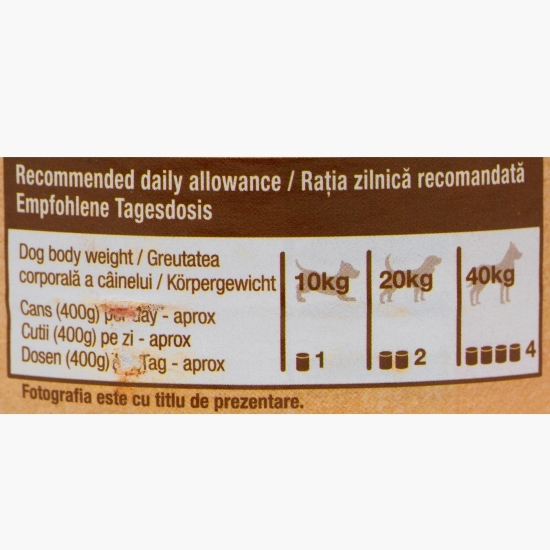 Recommended daily allowance / Rația zilnică recomandată
Empfohlene Tagesdosis
Dog body weight / Greutatea
corporală a câinelui / Körpergewicht
10kg 20kg 40kg
Cans (400g) per day - aprox
Cutii (400g) pe zi - aprox
Dosen (400g) Tag - aprox
1 2 4
Fotografia este cu titlu de prezentare.